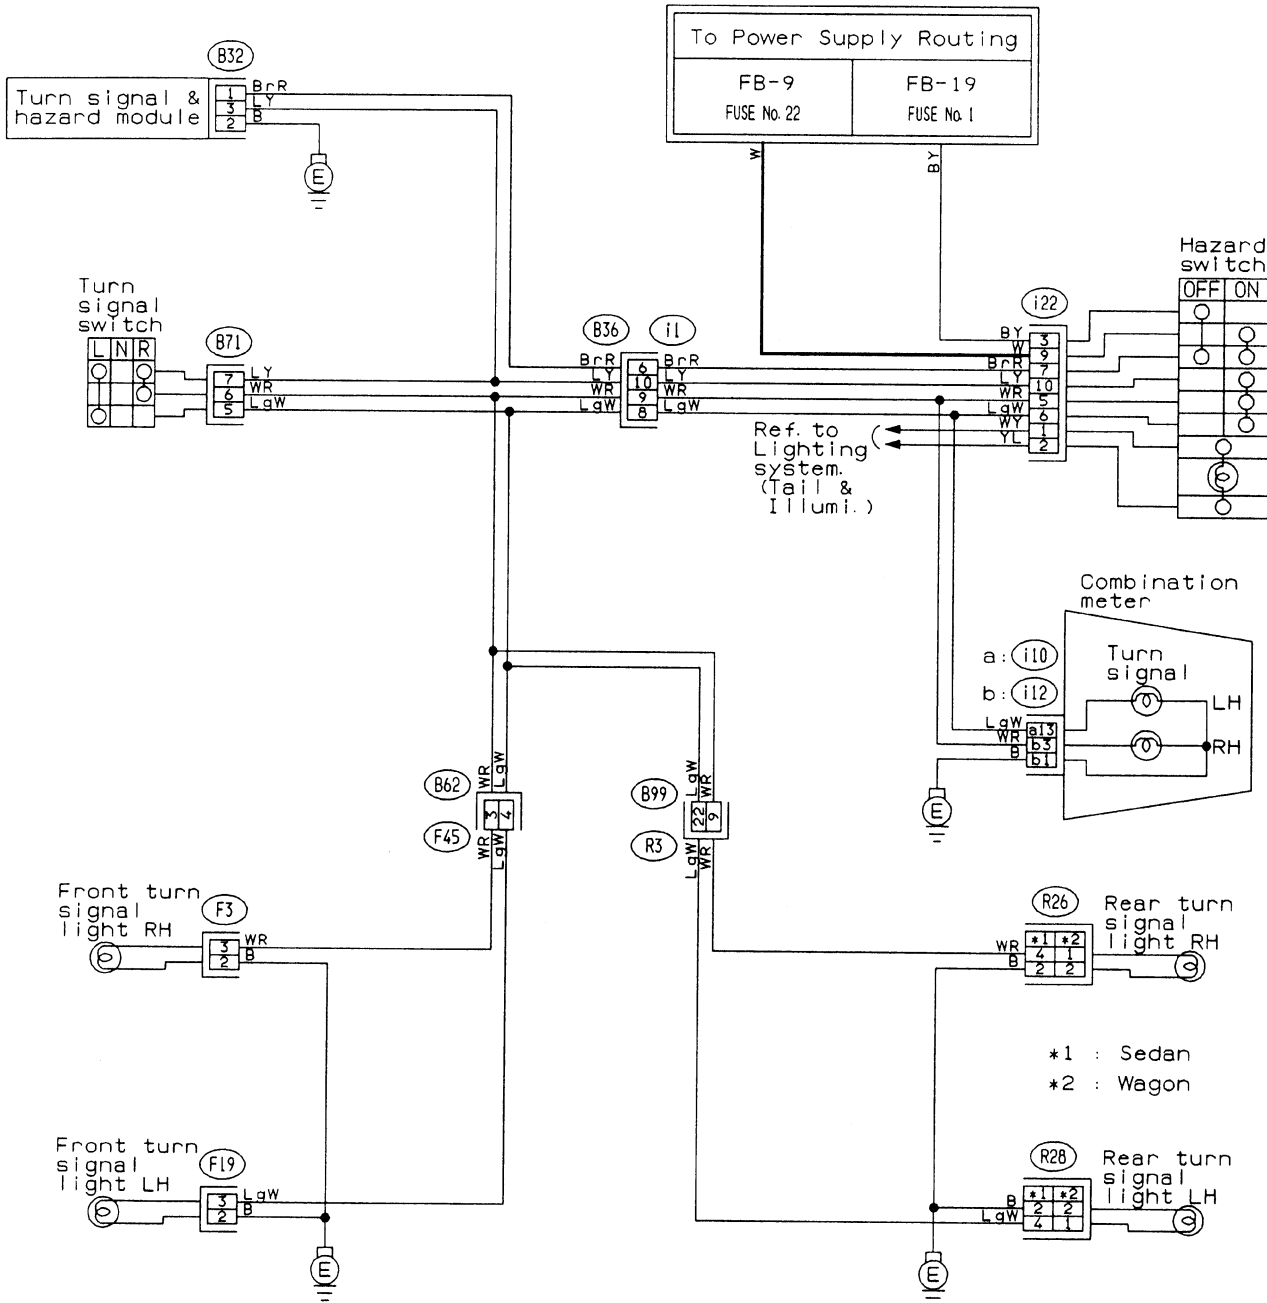 To Power Supply Routing
FB-9
FUSE No. 22
FB-19
FUSE No. 1
W
BY
B32
Turn signal &
hazard module
1
3
2
BrR
LY
B
E
Turn
signal
switch
L N R
B71
7
6
5
LY
WR
LgW
B36
i1
BrR
LY
WR
LgW
6
10
9
8
BrR
LY
WR
LgW
i22
BY
W
BrR
LY
WR
LgW
WY
YL
3
9
7
10
5
6
1
2
Hazard
switch
OFF ON
Ref. to
Lighting
system.
(Tail &
Illumi.)
Combination
meter
a: i10
b: i12
Turn
signal
LH
RH
LgW
WR
B
a13
b3
b1
E
B62
WR
LgW
3
4
F45
WR
LgW
B99
LgW
WR
22
9
R3
LgW
WR
Front turn
signal
light RH
F3
3
2
WR
B
R26
WR
B
*1 *2
4 1
2 2
Rear turn
signal
light RH
*1 : Sedan
*2 : Wagon
Front turn
signal
light LH
F19
3
2
LgW
B
E
R28
B
LgW
*1 *2
2 2
4 1
Rear turn
signal
light LH
E